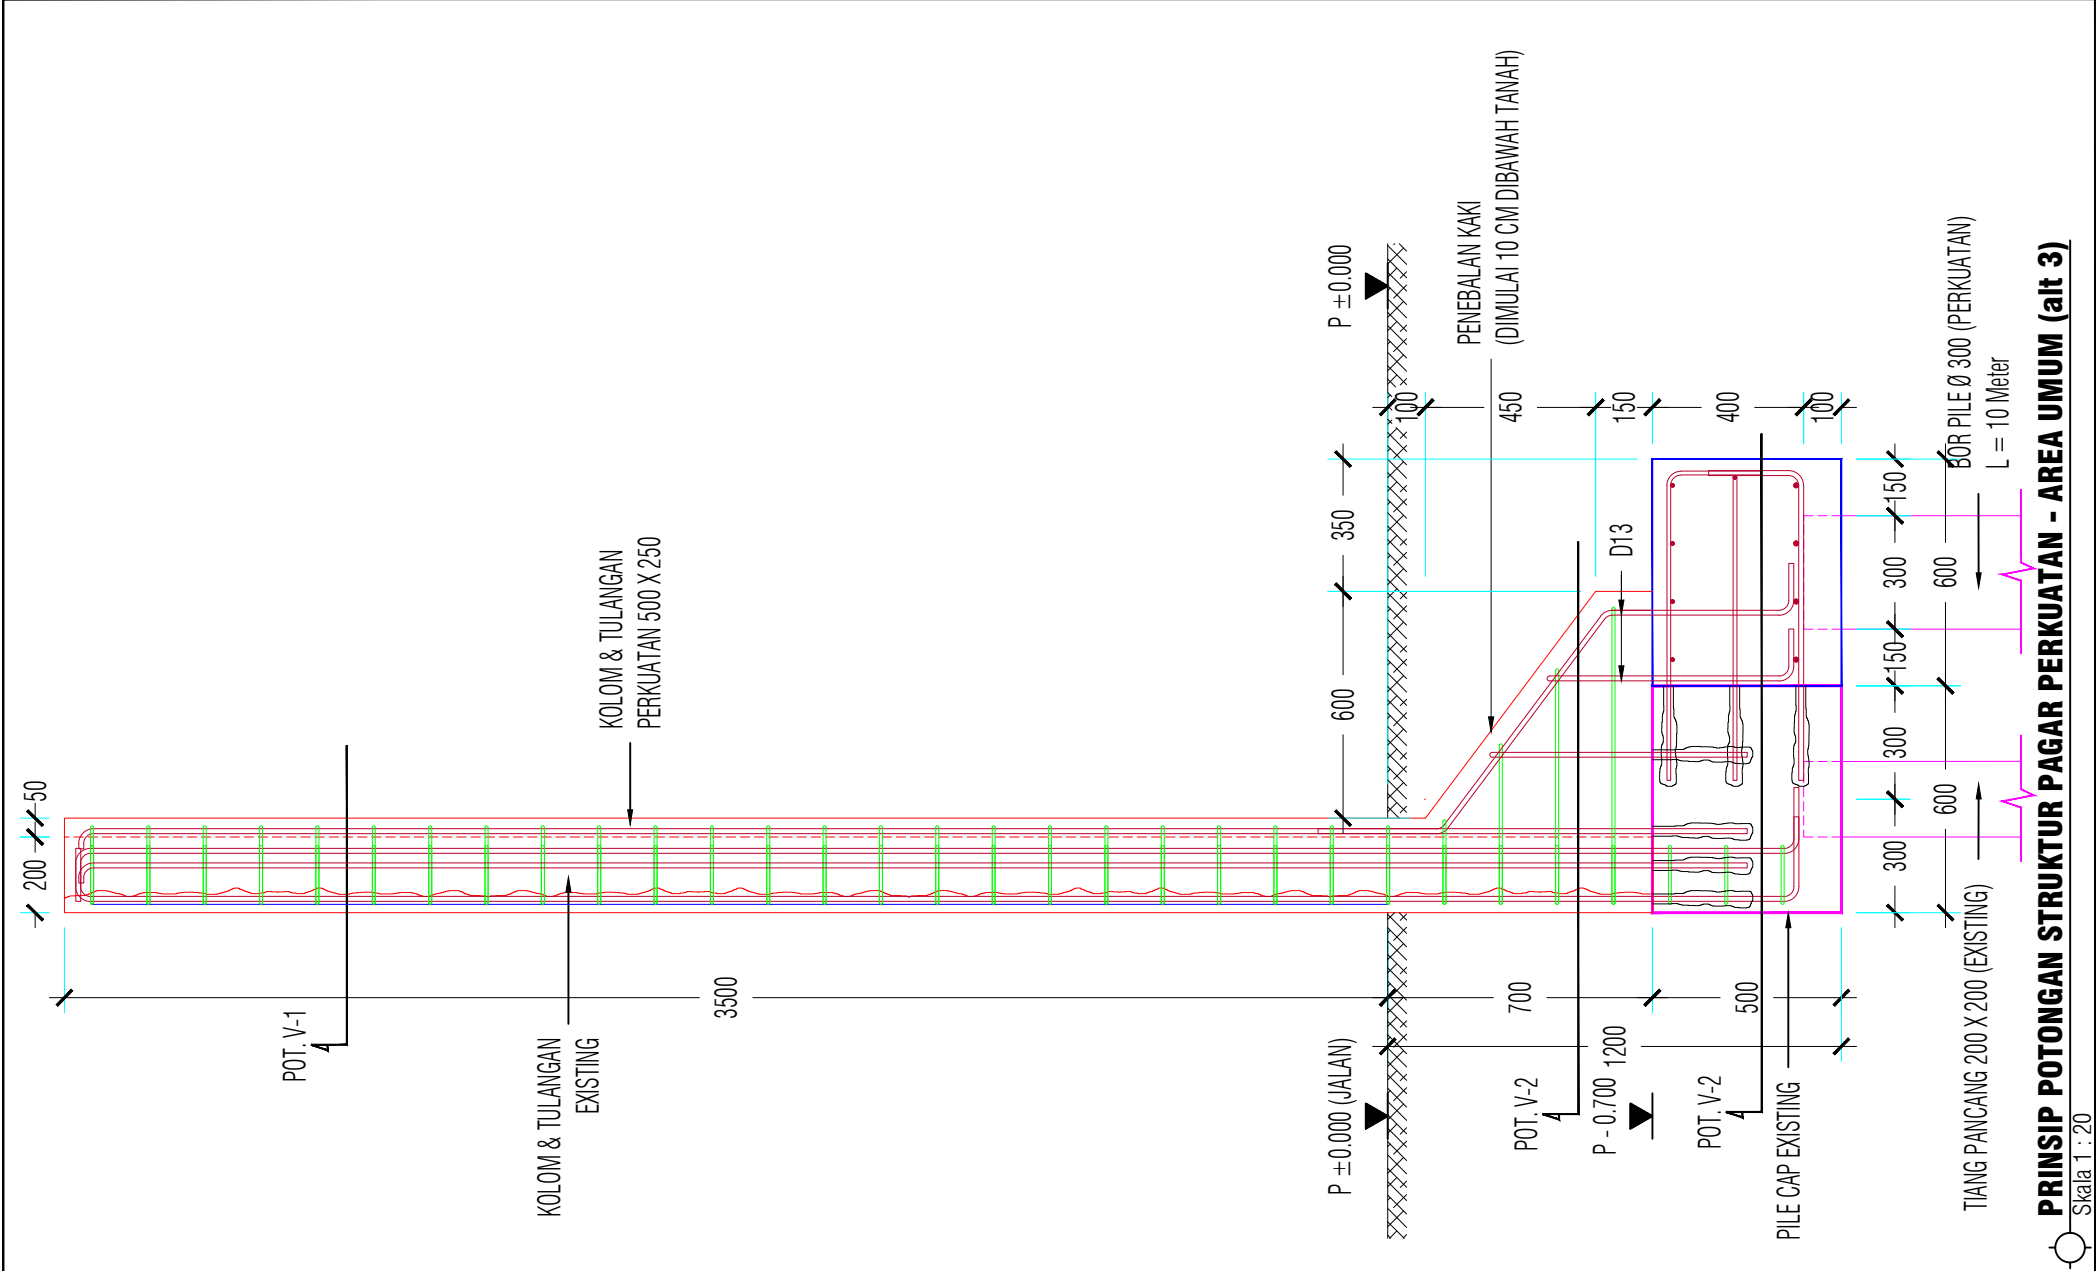 50
200
POT. V-1
3500
KOLOM & TULANGAN
PERKUATAN 500 X 250
KOLOM & TULANGAN
EXISTING
P ±0.000
P ±0.000 (JALAN)
PENEBALAN KAKI
(DIMULAI 10 CM DIBAWAH TANAH)
350
600
100
450
150
400
100
D13
700
500
1200
POT. V-2
P - 0.700
POT. V-2
PILE CAP EXISTING
150
300
150
300
300
600
600
BOR PILE Ø 300 (PERKUATAN)
L = 10 Meter
TIANG PANCANG 200 X 200 (EXISTING)
PRINSIP POTONGAN STRUKTUR PAGAR PERKUATAN - AREA UMUM (alt 3)
Skala 1 : 20